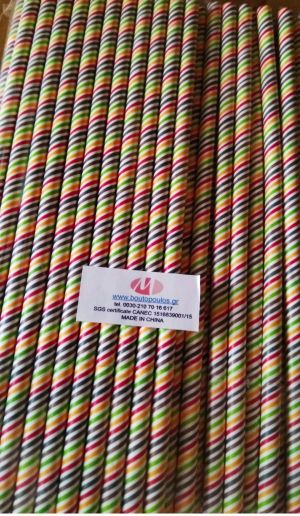 M
www.boutopoulos.gr
tel. 0030-210 70 16 617
SGS certificate CANEC 1516639001/15
MADE IN CHINA